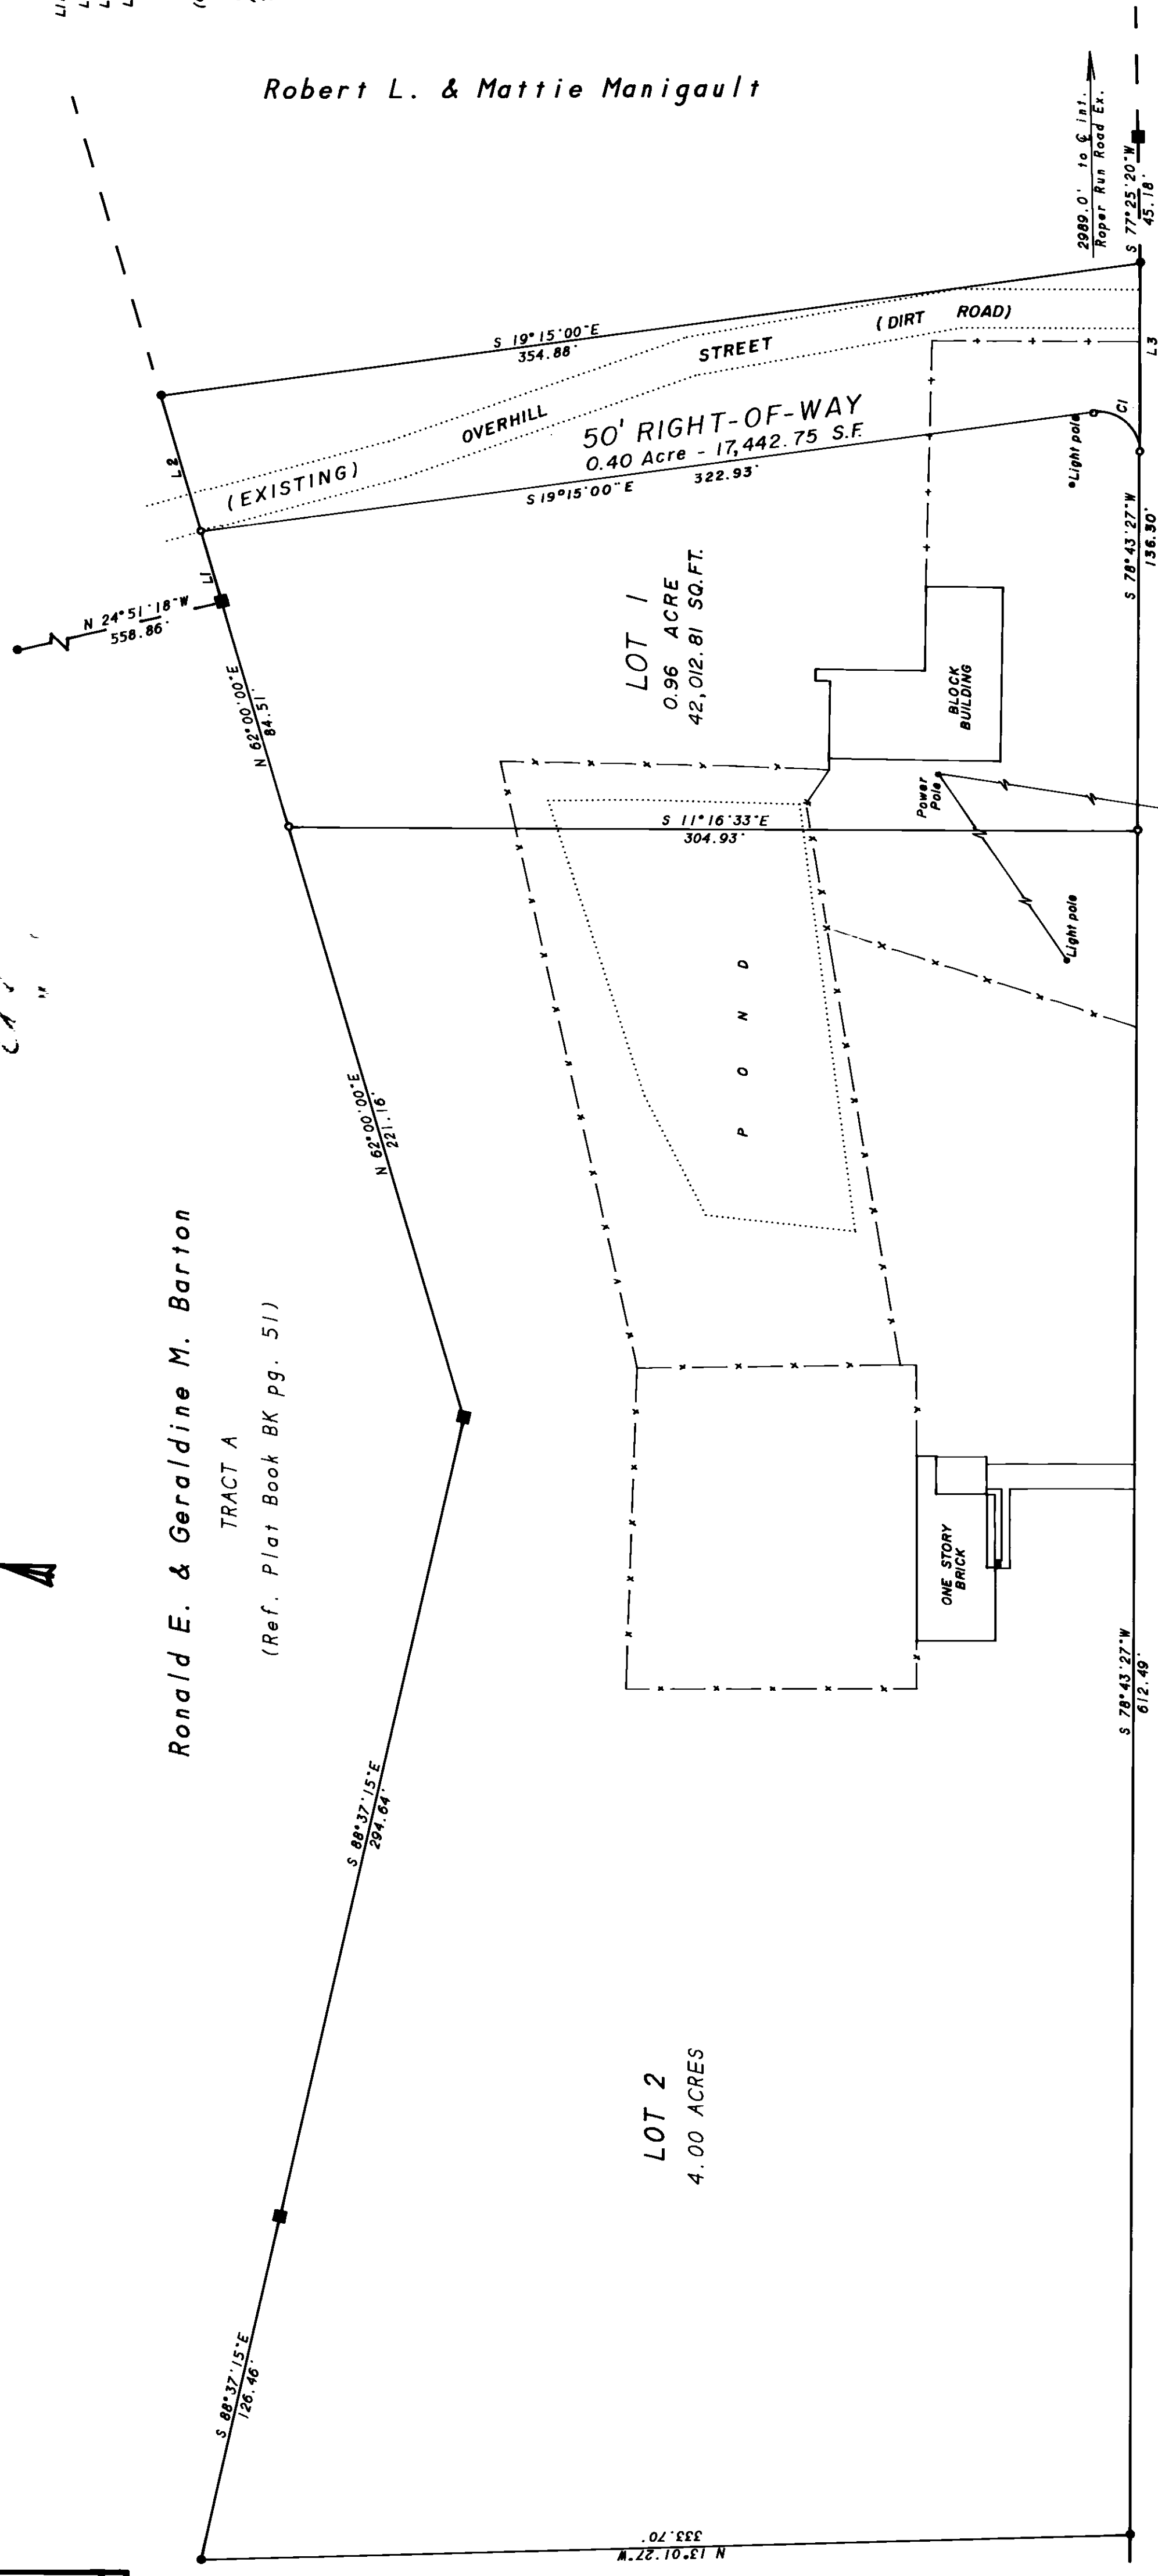 Robert L. & Mattie Manigault
2989.0' to ℄ int.
Roper Run Road Ex.
S 77°25'20"W
45.18'
S 19°15'00"E
354.88'
(DIRT ROAD)
STREET
OVERHILL
(EXISTING)
L2
L3
C1
50' RIGHT-OF-WAY
0.40 Acre - 17,442.75 S.F.
S 19°15'00" E
322.93'
Light pole
L1
N 24°51'18"W
558.86'
S 78°43'27"W
136.30'
LOT 1
0.96 ACRE
42,012.81 SQ.FT.
N 62°00'00"E
84.51'
BLOCK
BUILDING
Power
Pole
S 11°16'33"E
304.93'
Light pole
POND
N 62°00'00"E
221.16'
Ronald E. & Geraldine M. Barton
TRACT A
(Ref. Plat Book BK pg. 51)
ONE STORY
BRICK
S 78°43'27"W
612.49'
S 88°37'15"E
294.64'
LOT 2
4.00 ACRES
S 88°37'15"E
126.46'
N 13°01'27"W
333.70'